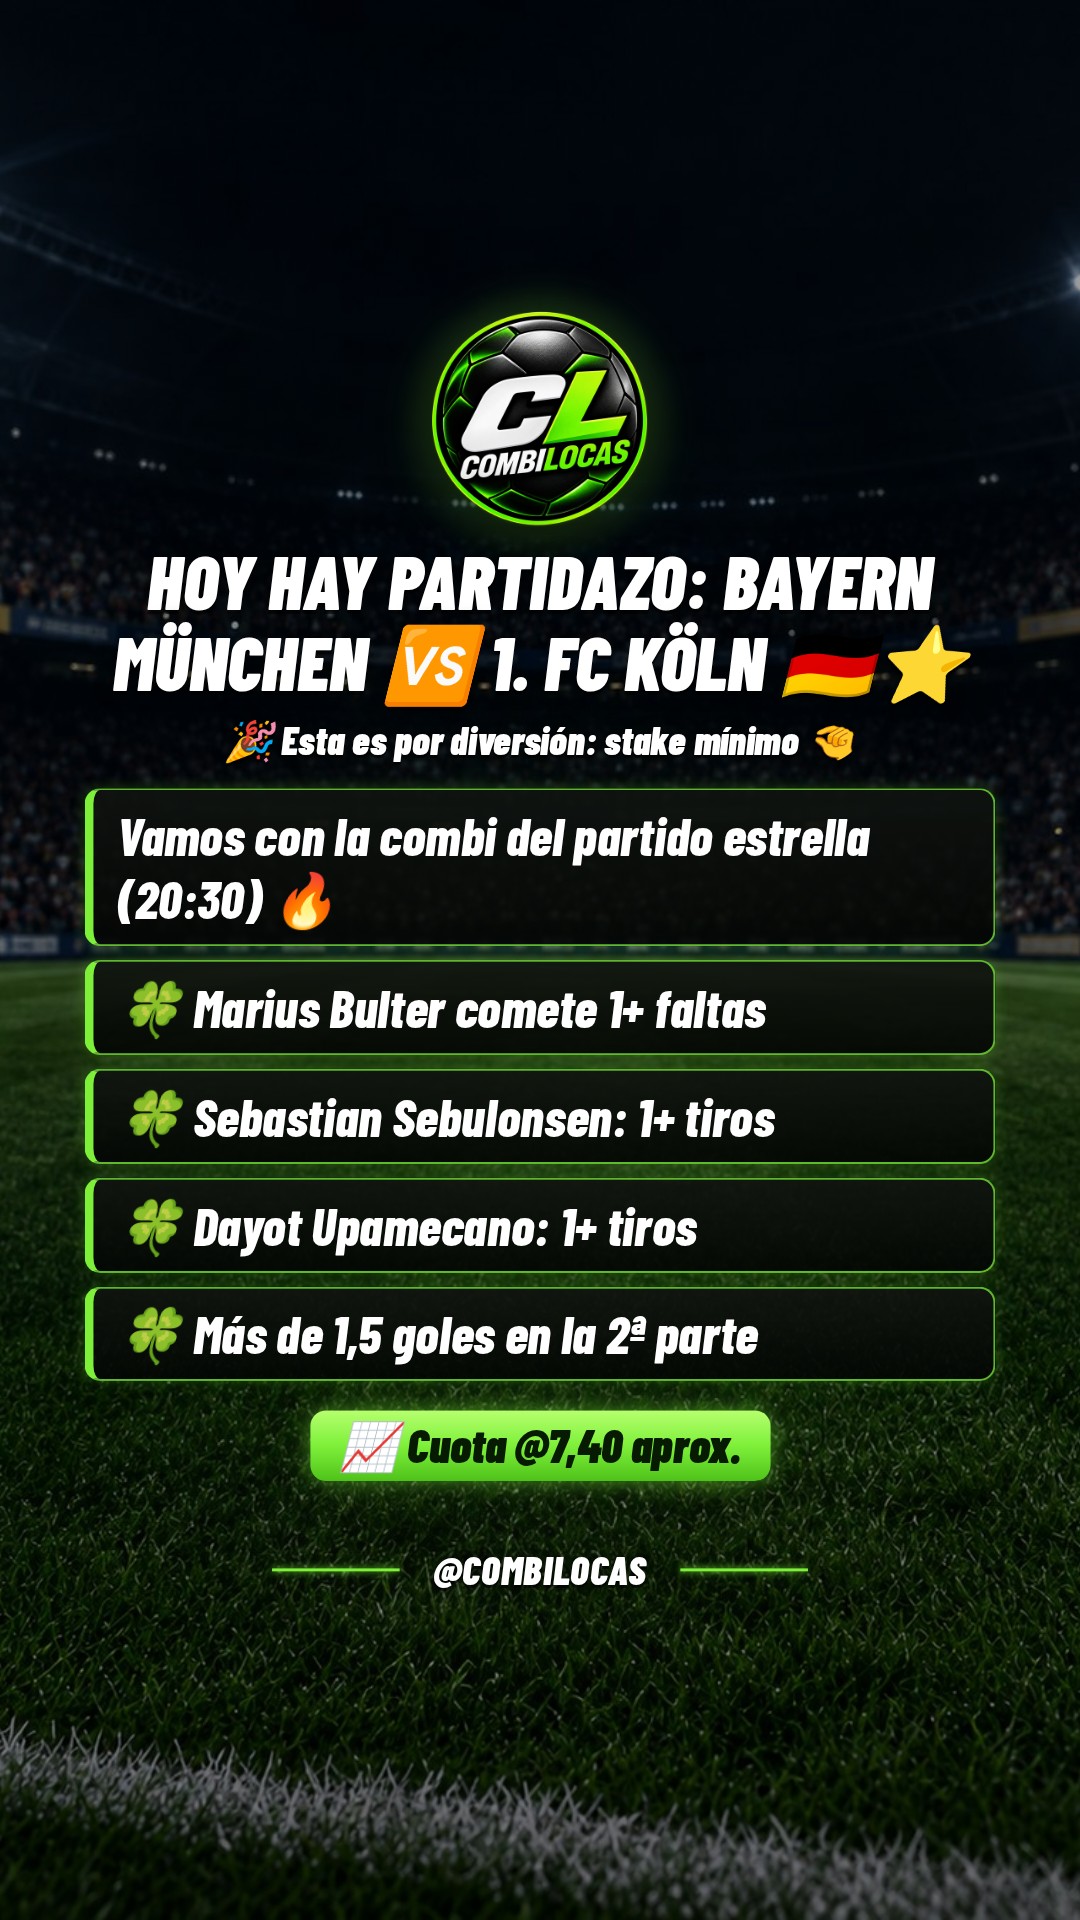 CL
COMBILOCAS
HOY HAY PARTIDAZO: BAYERN
MÜNCHEN 🆚 1. FC KÖLN 🇩🇪⭐
🎉 Esta es por diversión: stake mínimo 🤏
Vamos con la combi del partido estrella
(20:30) 🔥
🍀 Marius Bulter comete 1+ faltas
🍀 Sebastian Sebulonsen: 1+ tiros
🍀 Dayot Upamecano: 1+ tiros
🍀 Más de 1,5 goles en la 2ª parte
📈 Cuota @7,40 aprox.
@COMBILOCAS